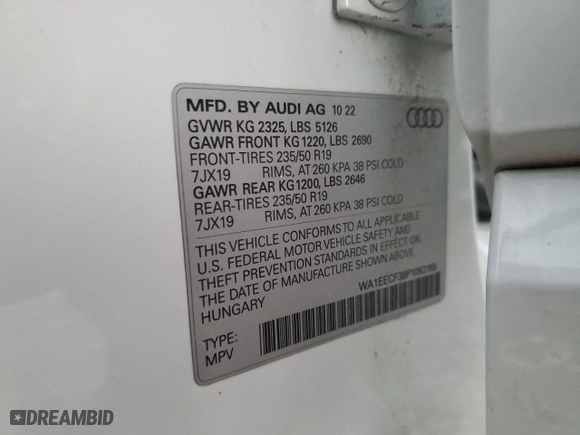 MFD. BY AUDI AG 10 22
GVWR KG 2325, LBS 5126
GAWR FRONT KG 1220, LBS 2690
FRONT-TIRES 235/50 R19
7JX19 RIMS, AT 260 KPA 38 PSI COLD
GAWR REAR KG1200, LBS 2646
REAR-TIRES 235/50 R19
7JX19 RIMS, AT 260 KPA 38 PSI COLD
THIS VEHICLE CONFORMS TO ALL APPLICABLE
U.S. FEDERAL MOTOR VEHICLE SAFETY AND
THEFT PREVENTION STANDARDS IN EFFECT ON
THE DATE OF MANUFACTURE SHOWN ABOVE.
HUNGARY
TYPE:
MPV
DREAMBID